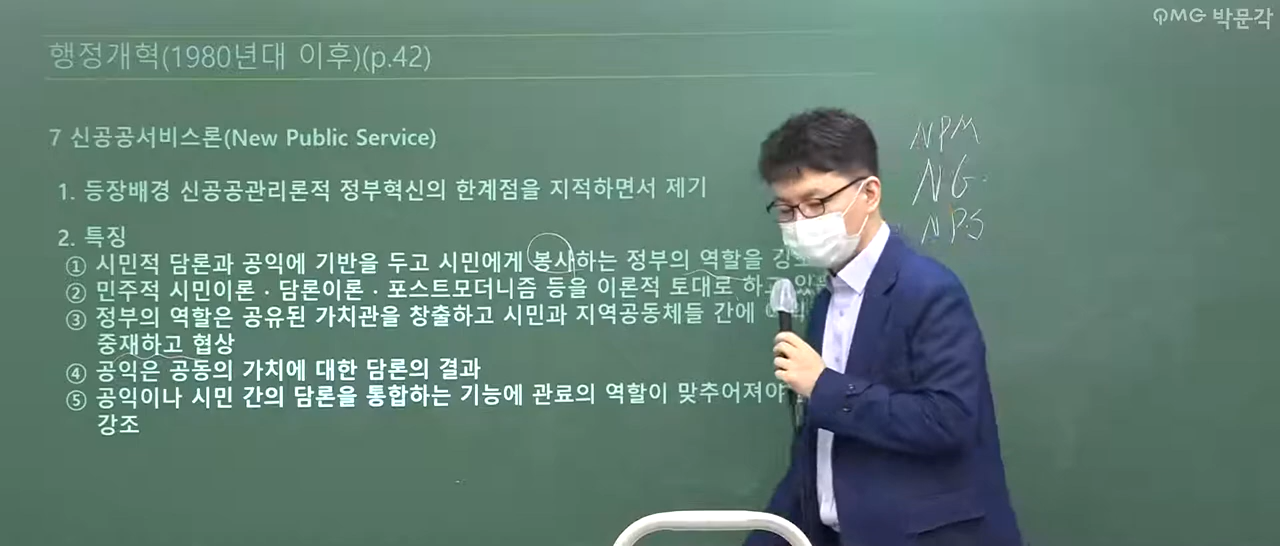 QMG 박문각
행정개혁(1980년대 이후)(p.42)
7 신공공서비스론(New Public Service)
1. 등장배경 신공공관리론적 정부혁신의 한계점을 지적하면서 제기
2. 특징
① 시민적 담론과 공익에 기반을 두고 시민에게 봉사하는 정부의 역할을
② 민주적 시민이론·담론이론·포스트모더니즘 등을 이론적 토대로 하고
③ 정부의 역할은 공유된 가치관을 창출하고 시민과 지역공동체들 간에
중재하고 협상
④ 공익은 공동의 가치에 대한 담론의 결과
⑤ 공익이나 시민 간의 담론을 통합하는 기능에 관료의 역할이 맞추어져야
강조
NPM
NG
NPS